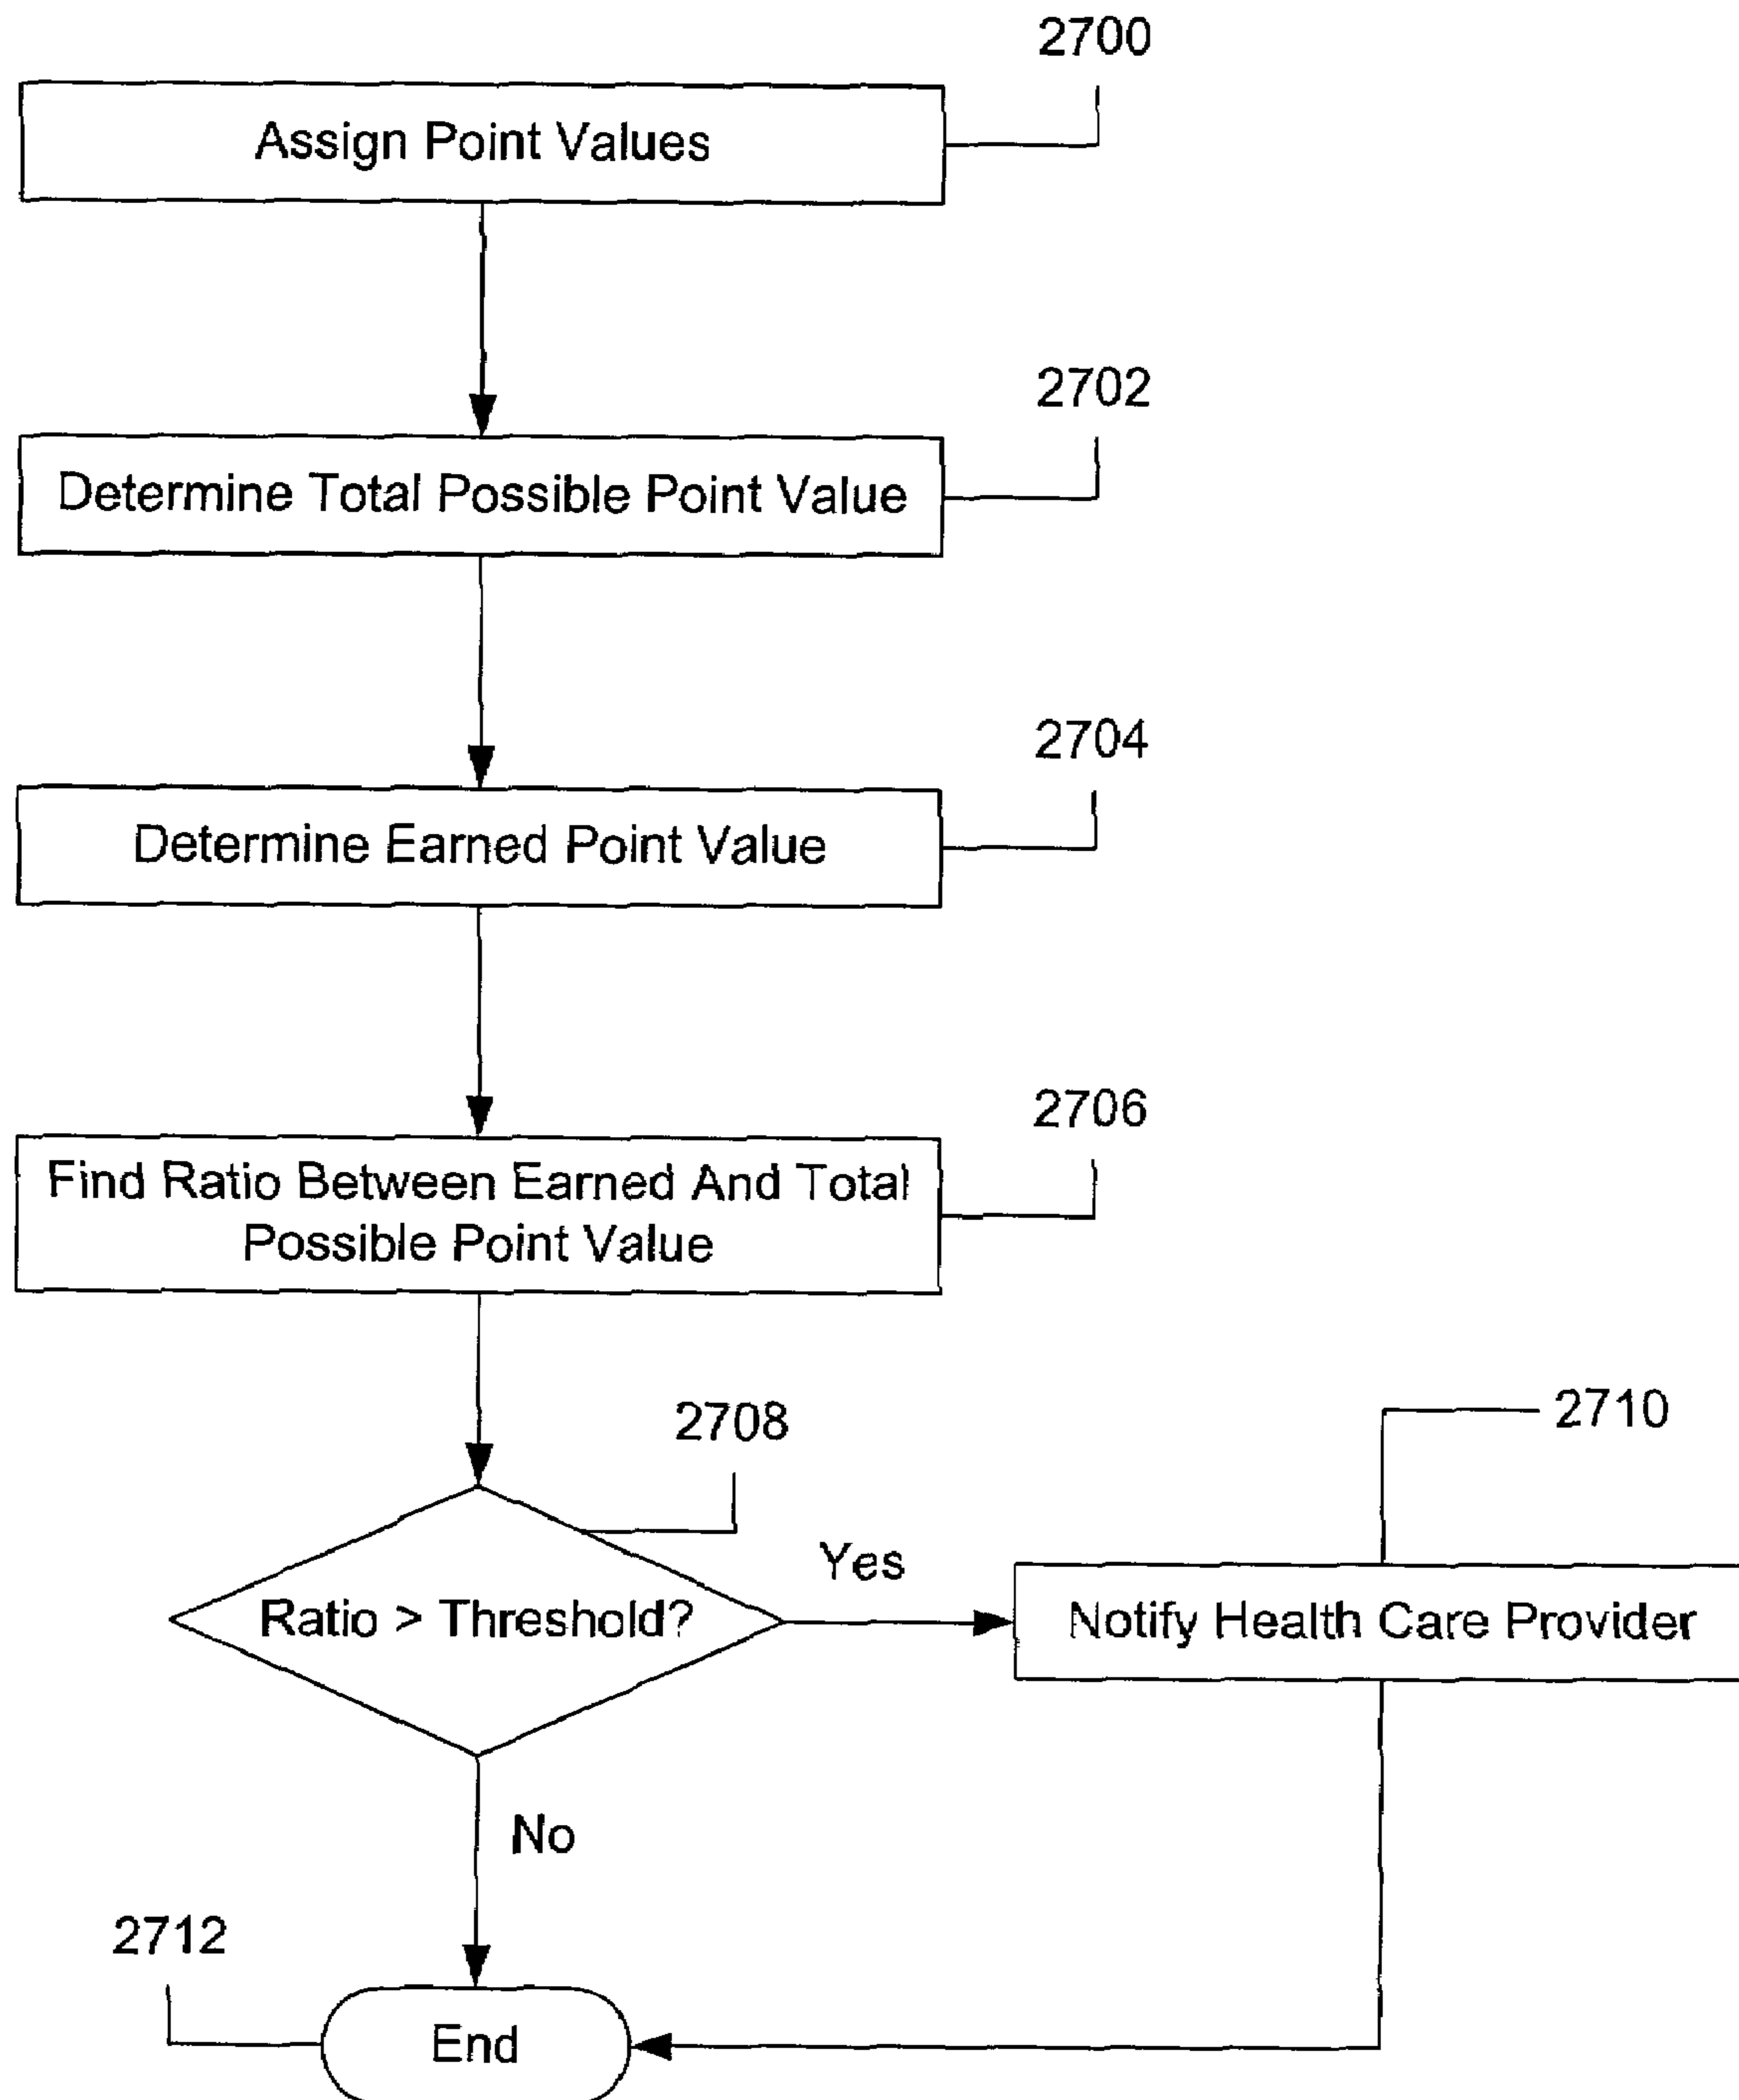 2700
Assign Point Values
2702
Determine Total Possible Point Value
2704
Determine Earned Point Value
2706
Find Ratio Between Earned And Total
Possible Point Value
2708
2710
Yes
Ratio > Threshold?
Notify Health Care Provider
No
2712
End